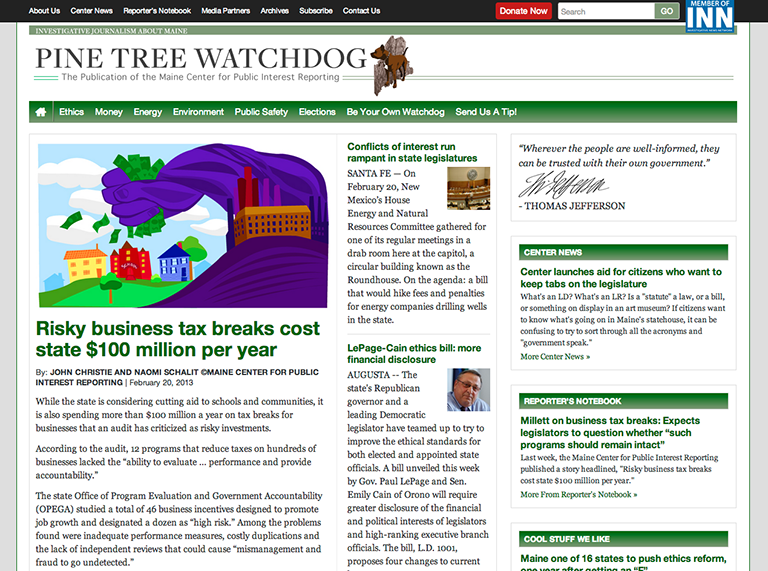 About Us Center News Reporter's Notebook Media Partners Archives Subscribe Contact Us
Donate Now
Search
GO
MEMBER OF
INN
INVESTIGATIVE NEWS NETWORK
INVESTIGATIVE JOURNALISM ABOUT MAINE
PINE TREE WATCHDOG
The Publication of the Maine Center for Public Interest Reporting
Ethics Money Energy Environment Public Safety Elections Be Your Own Watchdog Send Us A Tip!
Risky business tax breaks cost
state $100 million per year
By: JOHN CHRISTIE AND NAOMI SCHALIT ©MAINE CENTER FOR PUBLIC
INTEREST REPORTING | February 20, 2013
While the state is considering cutting aid to schools and communities, it
is also spending more than $100 million a year on tax breaks for
businesses that an audit has criticized as risky investments.
According to the audit, 12 programs that reduce taxes on hundreds of
businesses lacked the “ability to evaluate ... performance and provide
accountability.”
The state Office of Program Evaluation and Government Accountability
(OPEGA) studied a total of 46 business incentives designed to promote
job growth and designated a dozen as “high risk.” Among the problems
found were inadequate performance measures, costly duplications and
the lack of independent reviews that could cause “mismanagement and
fraud to go undetected.”
Conflicts of interest run
rampant in state legislatures
SANTA FE — On
February 20, New
Mexico's House
Energy and Natural
Resources Committee gathered for
one of its regular meetings in a
drab room here at the capitol, a
circular building known as the
Roundhouse. On the agenda: a bill
that would hike fees and penalties
for energy companies drilling wells
in the state.
LePage-Cain ethics bill: more
financial disclosure
AUGUSTA -- The
state's Republican
governor and a
leading Democratic
legislator have teamed up to try to
improve the ethical standards for
both elected and appointed state
officials. A bill unveiled this week
by Gov. Paul LePage and Sen.
Emily Cain of Orono will require
greater disclosure of the financial
and political interests of legislators
and high-ranking executive branch
officials. The bill, L.D. 1001,
proposes four changes to current
“Wherever the people are well-informed, they
can be trusted with their own government.”
Th. Jefferson
- THOMAS JEFFERSON
CENTER NEWS
Center launches aid for citizens who want to
keep tabs on the legislature
What's an LD? What's an LR? Is a "statute" a law, or a bill,
or something on display in an art museum? If citizens want
to know what's going on in Maine's statehouse, it can be
confusing to try to sort through all the acronyms and
"government speak."
More Center News »
REPORTER'S NOTEBOOK
Millett on business tax breaks: Expects
legislators to question whether “such
programs should remain intact”
Last week, the Maine Center for Public Interest Reporting
published a story headlined, "Risky business tax breaks
cost state $100 million per year."
More From Reporter's Notebook »
COOL STUFF WE LIKE
Maine one of 16 states to push ethics reform,
one year after getting an “F”